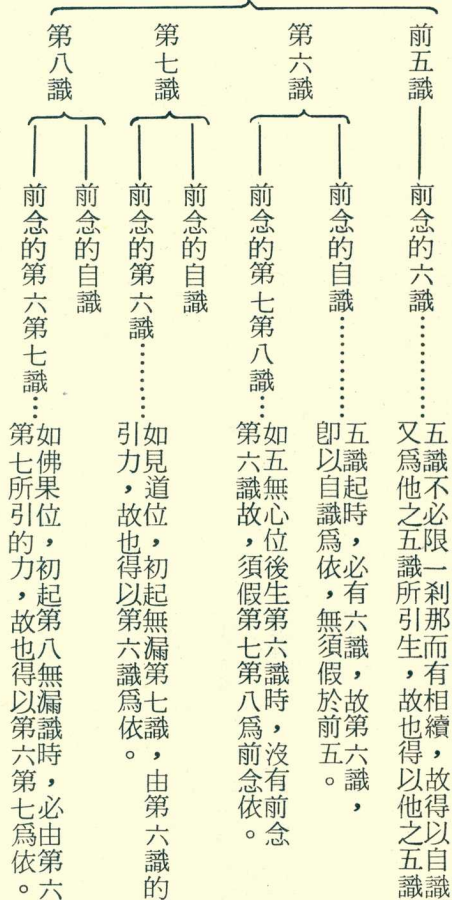 前五識
前念的六識……………
五識不必限一剎那而有相續，故得以自識
又爲他之五識所引生，故也得以他之五識
第六識
前念的自識……………
五識起時，必有六識，故第六識，
卽以自識爲依，無須假於前五。
前念的第七第八識…
如五無心位後生第六識時，沒有前念
第六識故，須假第七第八爲前念依。
第七識
前念的自識
前念的第六識…………
如見道位，初起無漏第七識，由第六識的
引力，故也得以第六識爲依。
第八識
前念的自識
前念的第六第七識…
如佛果位，初起第八無漏識時，必由第六
第七所引的力，故也得以第六第七爲依。